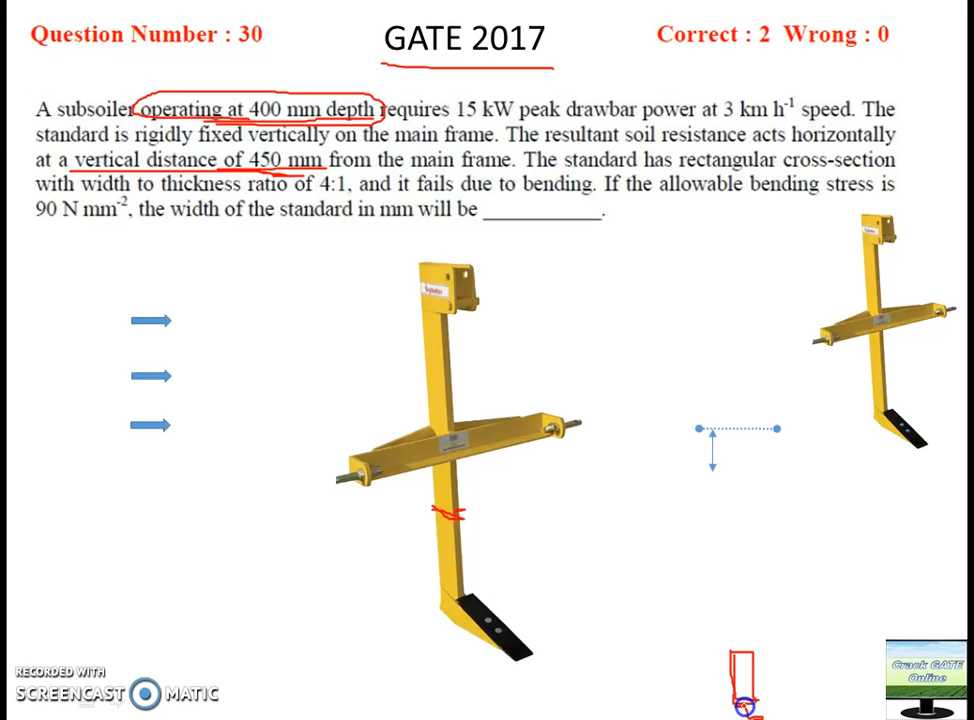 Question Number : 30
GATE 2017
Correct : 2 Wrong : 0
A subsoiler operating at 400 mm depth requires 15 kW peak drawbar power at 3 km h-1 speed. The
standard is rigidly fixed vertically on the main frame. The resultant soil resistance acts horizontally
at a vertical distance of 450 mm from the main frame. The standard has rectangular cross-section
with width to thickness ratio of 4:1, and it fails due to bending. If the allowable bending stress is
90 N mm-2, the width of the standard in mm will be ____________.
RECORDED WITH
SCREENCAST MATIC
Crack GATE
Online